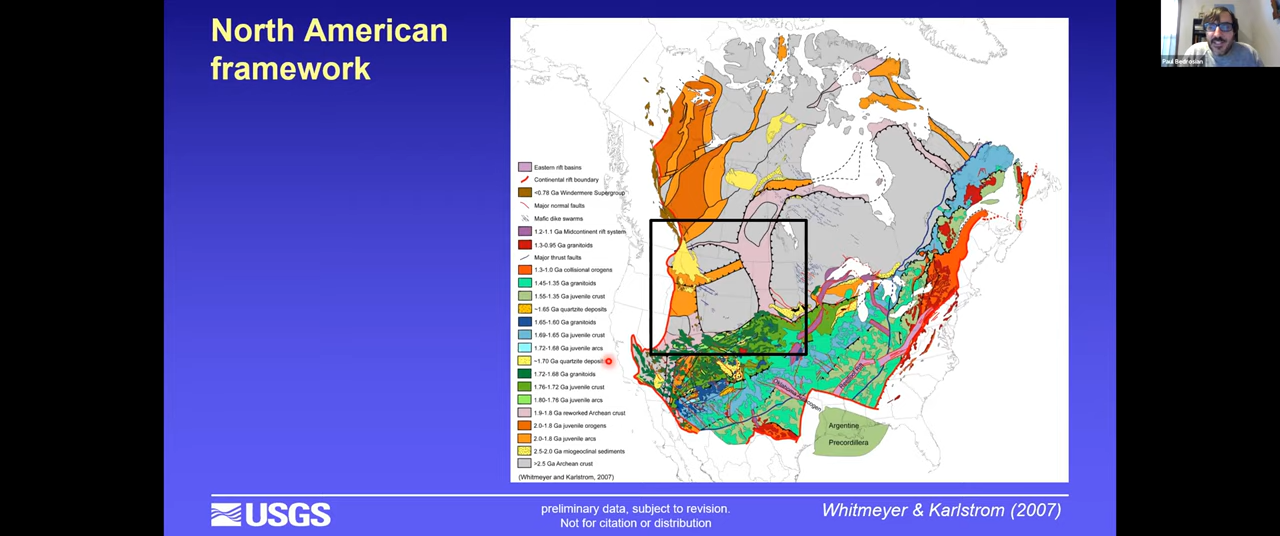 North American
framework
Paul Bedrosian
Eastern rift basins
Continental rift boundary
<0.78 Ga Windermere Supergroup
Major normal faults
Mafic dike swarms
1.2-1.1 Ga Midcontinent rift system
1.3-0.95 Ga granitoids
Major thrust faults
1.3-1.0 Ga collisional orogens
1.45-1.35 Ga granitoids
1.55-1.35 Ga juvenile crust
~1.65 Ga quartzite deposits
1.65-1.60 Ga granitoids
1.69-1.65 Ga juvenile crust
1.72-1.68 Ga juvenile arcs
~1.70 Ga quartzite deposits
1.72-1.68 Ga granitoids
1.76-1.72 Ga juvenile crust
1.80-1.76 Ga juvenile arcs
1.9-1.8 Ga reworked Archean crust
2.0-1.8 Ga juvenile orogens
2.0-1.8 Ga juvenile arcs
2.5-2.0 Ga miogeoclinal sediments
>2.5 Ga Archean crust
(Whitmeyer and Karlstrom, 2007)
Argentine
Precordillera
USGS
preliminary data, subject to revision.
Not for citation or distribution
Whitmeyer & Karlstrom (2007)